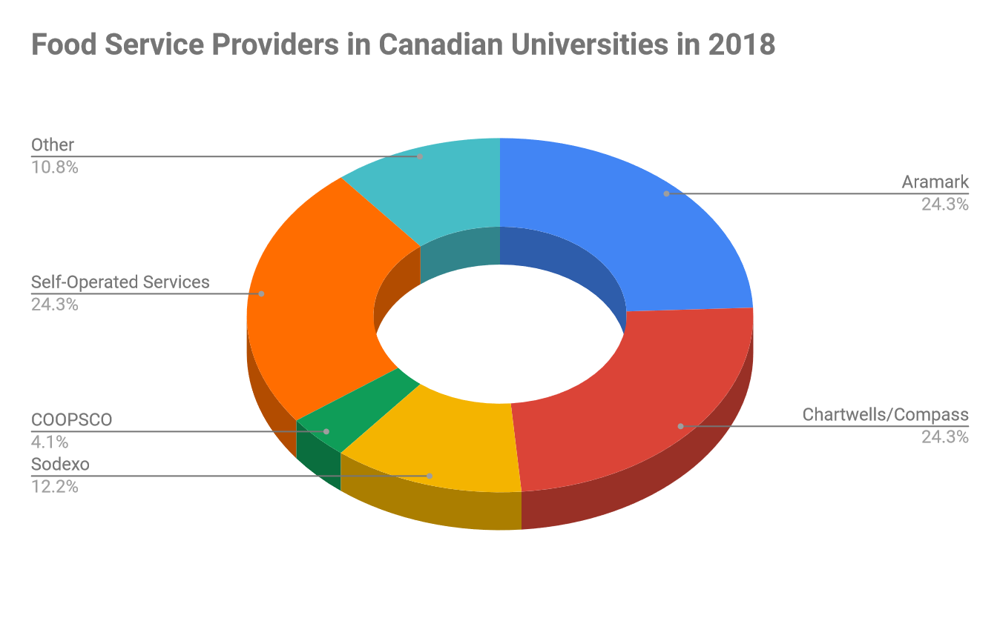 Food Service Providers in Canadian Universities in 2018
Other
10.8%
Aramark
24.3%
Self-Operated Services
24.3%
Chartwells/Compass
24.3%
COOPSCO
4.1%
Sodexo
12.2%